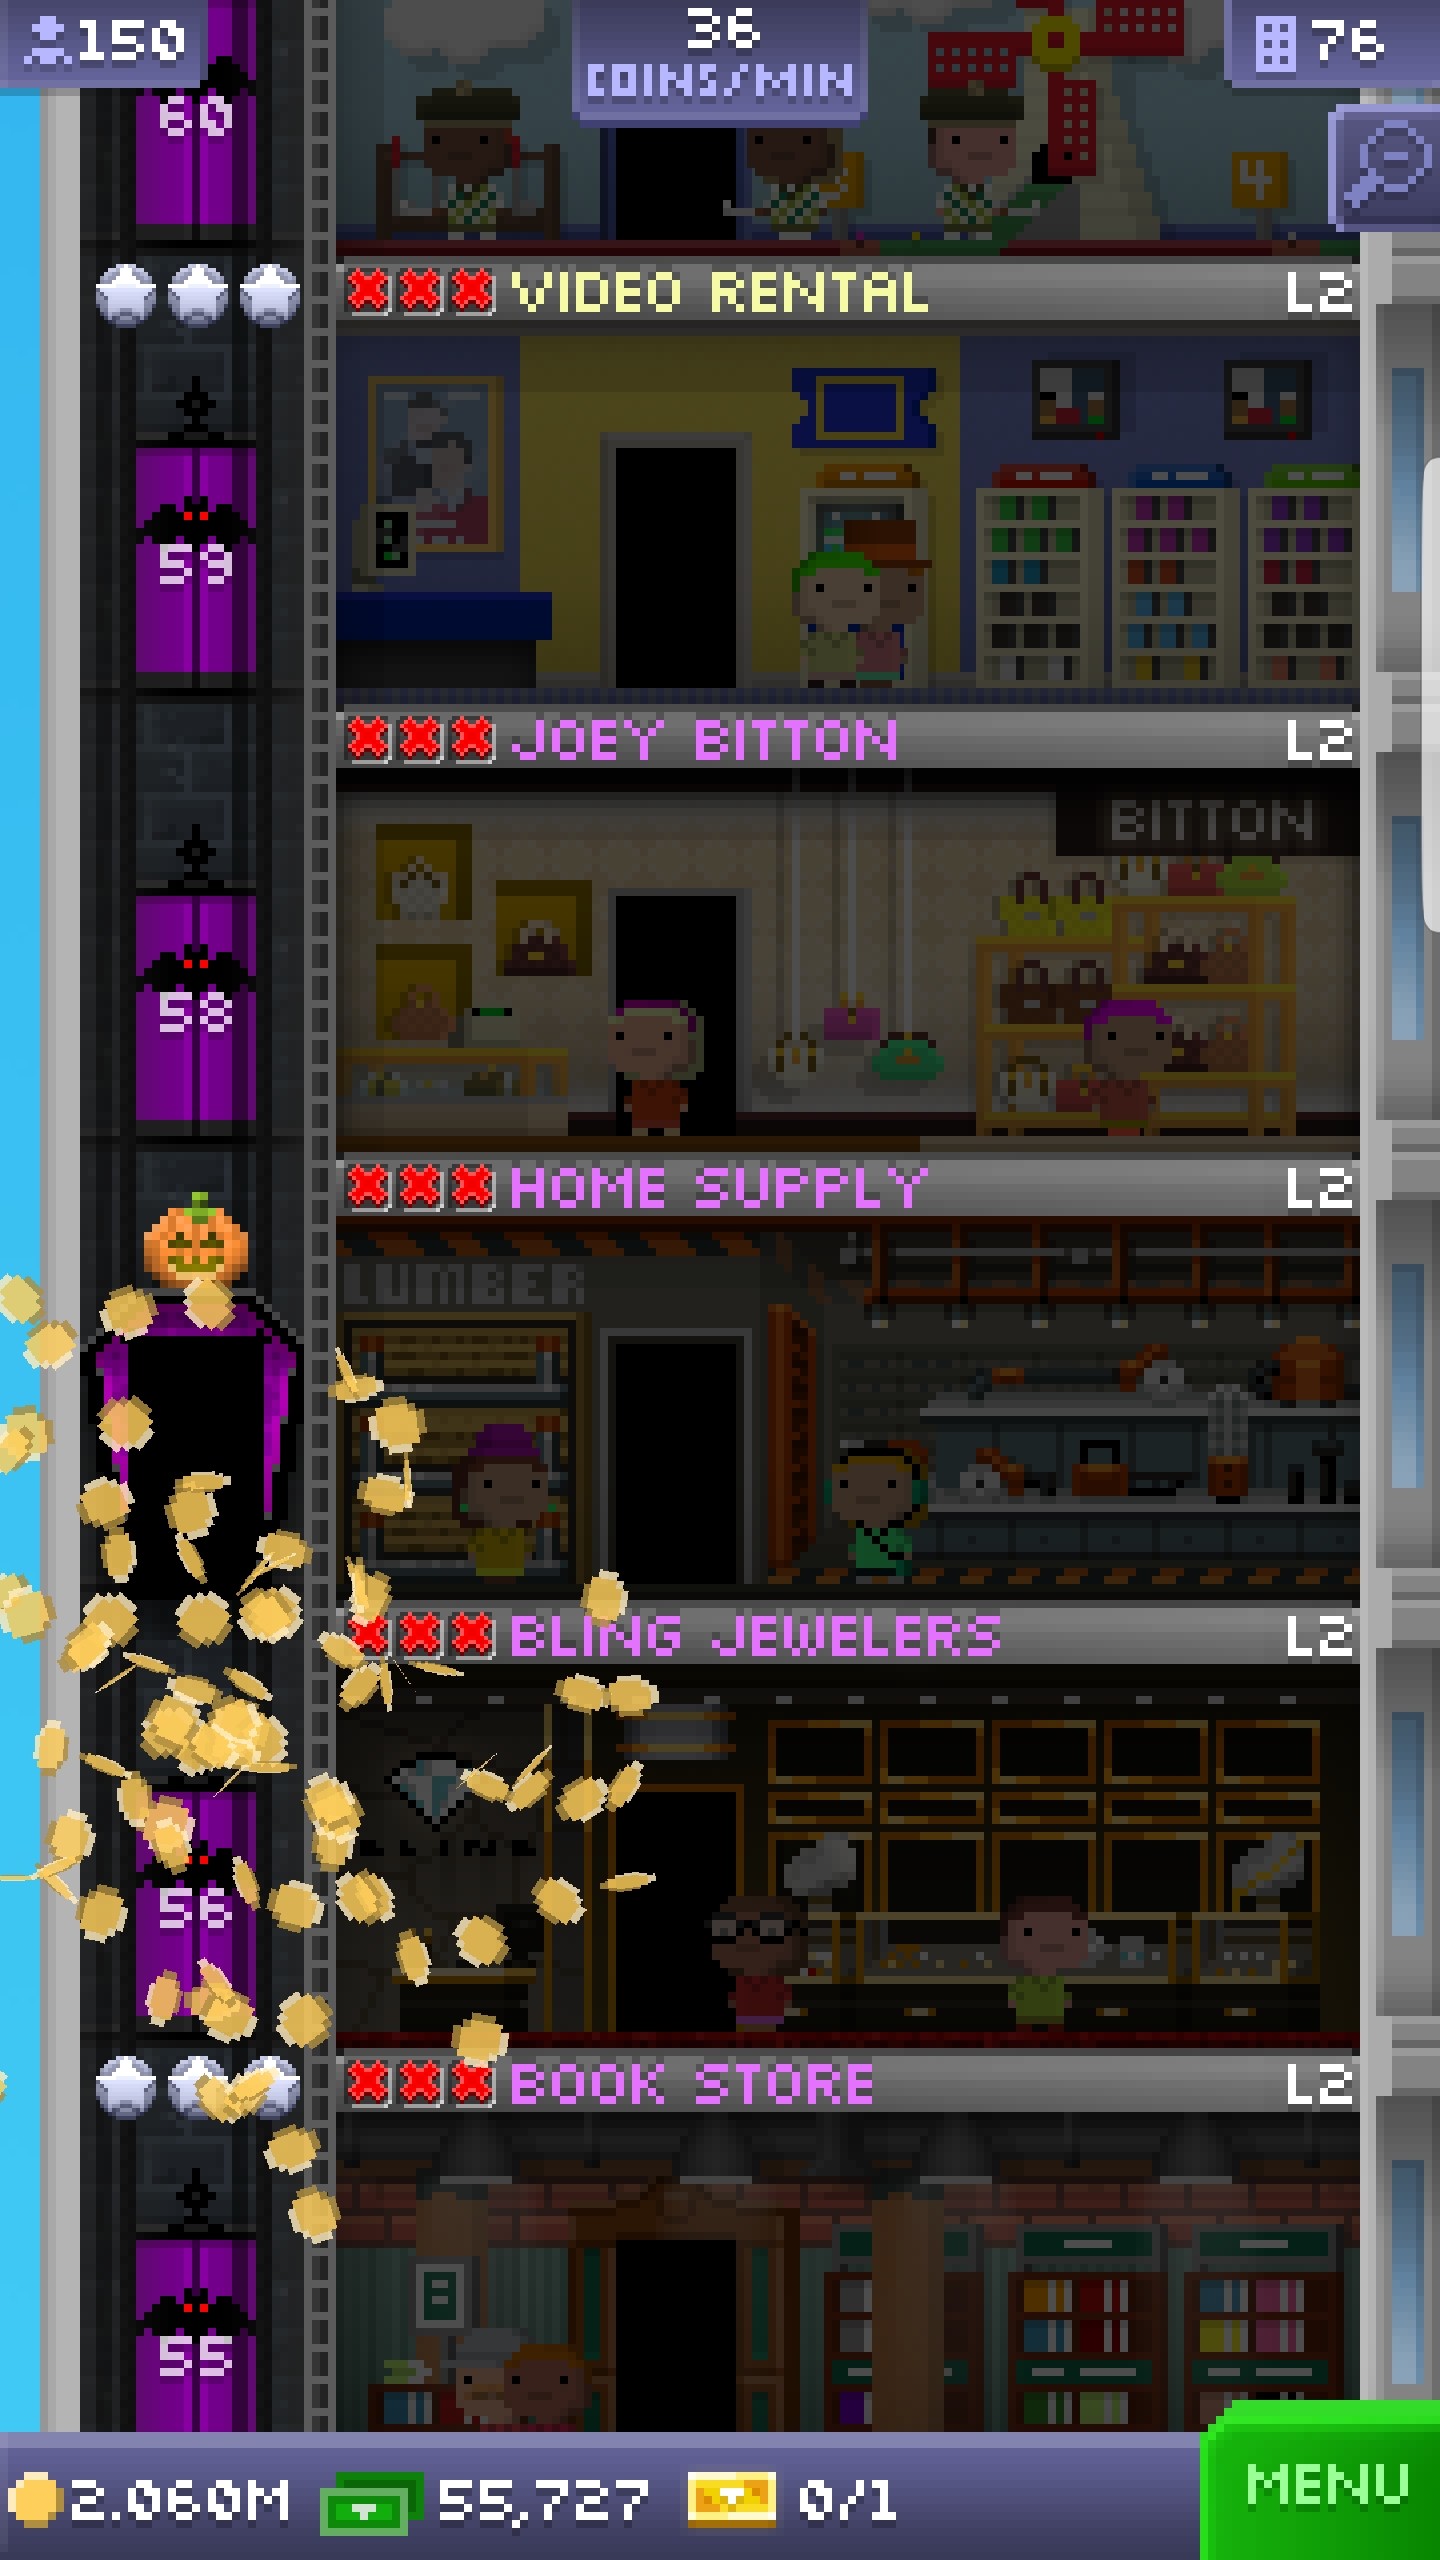 150
36
COINS/MIN
76
60
4
VIDEO RENTAL L2
59
JOEY BITTON L2
BITTON
58
HOME SUPPLY L2
LUMBER
BLING JEWELERS L2
56
BOOK STORE L2
55
2.060M 55,727 0/1
MENU